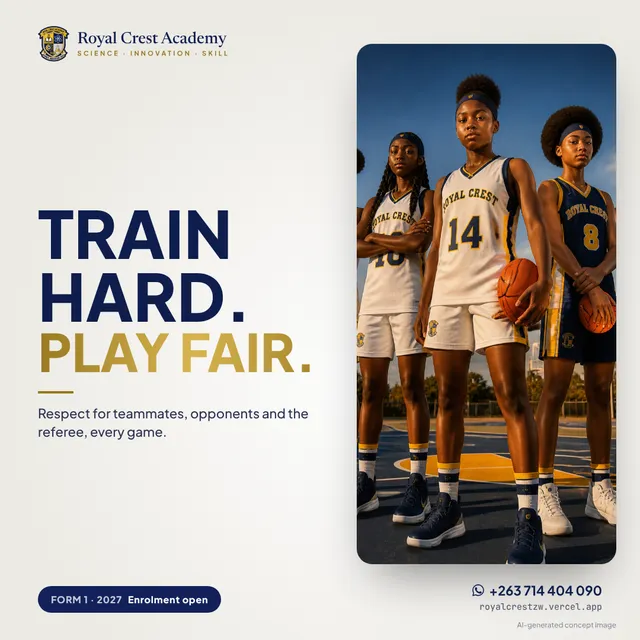 Royal Crest Academy
SCIENCE · INNOVATION · SKILL
TRAIN
HARD.
PLAY FAIR.
Respect for teammates, opponents and the
referee, every game.
ROYAL CREST
14
ROYAL CREST
8
FORM 1 · 2027 Enrolment open
+263 714 404 090
royalcrestzw.vercel.app
AI-generated concept image